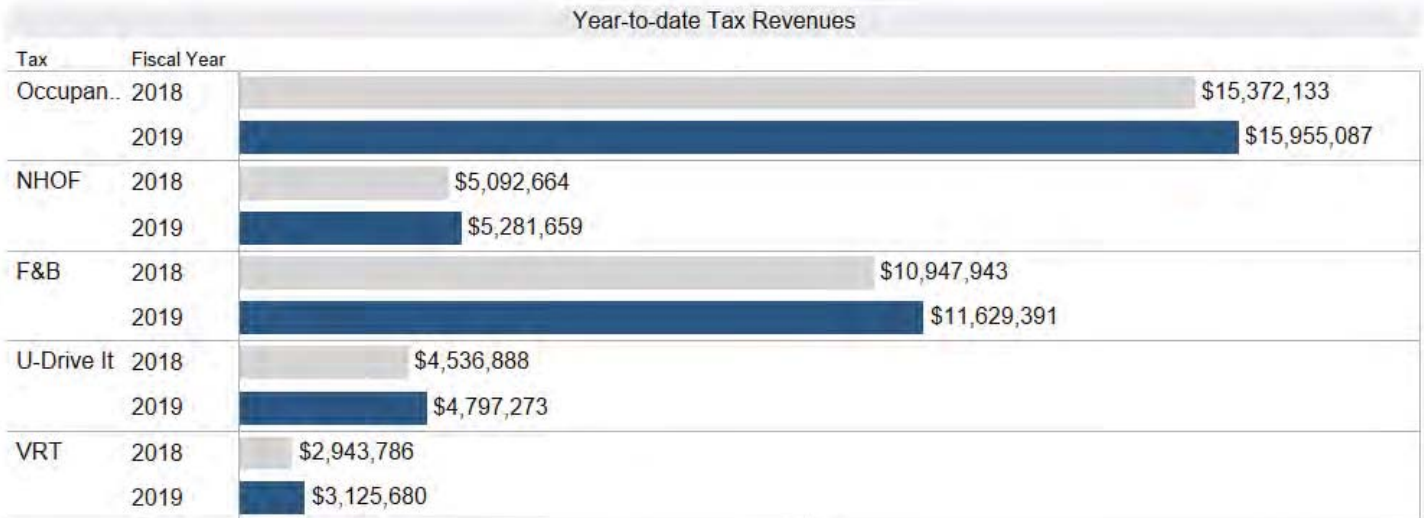 Year-to-date Tax Revenues
Tax Fiscal Year
Occupan.. 2018 $15,372,133
2019 $15,955,087
NHOF 2018 $5,092,664
2019 $5,281,659
F&B 2018 $10,947,943
2019 $11,629,391
U-Drive It 2018 $4,536,888
2019 $4,797,273
VRT 2018 $2,943,786
2019 $3,125,680